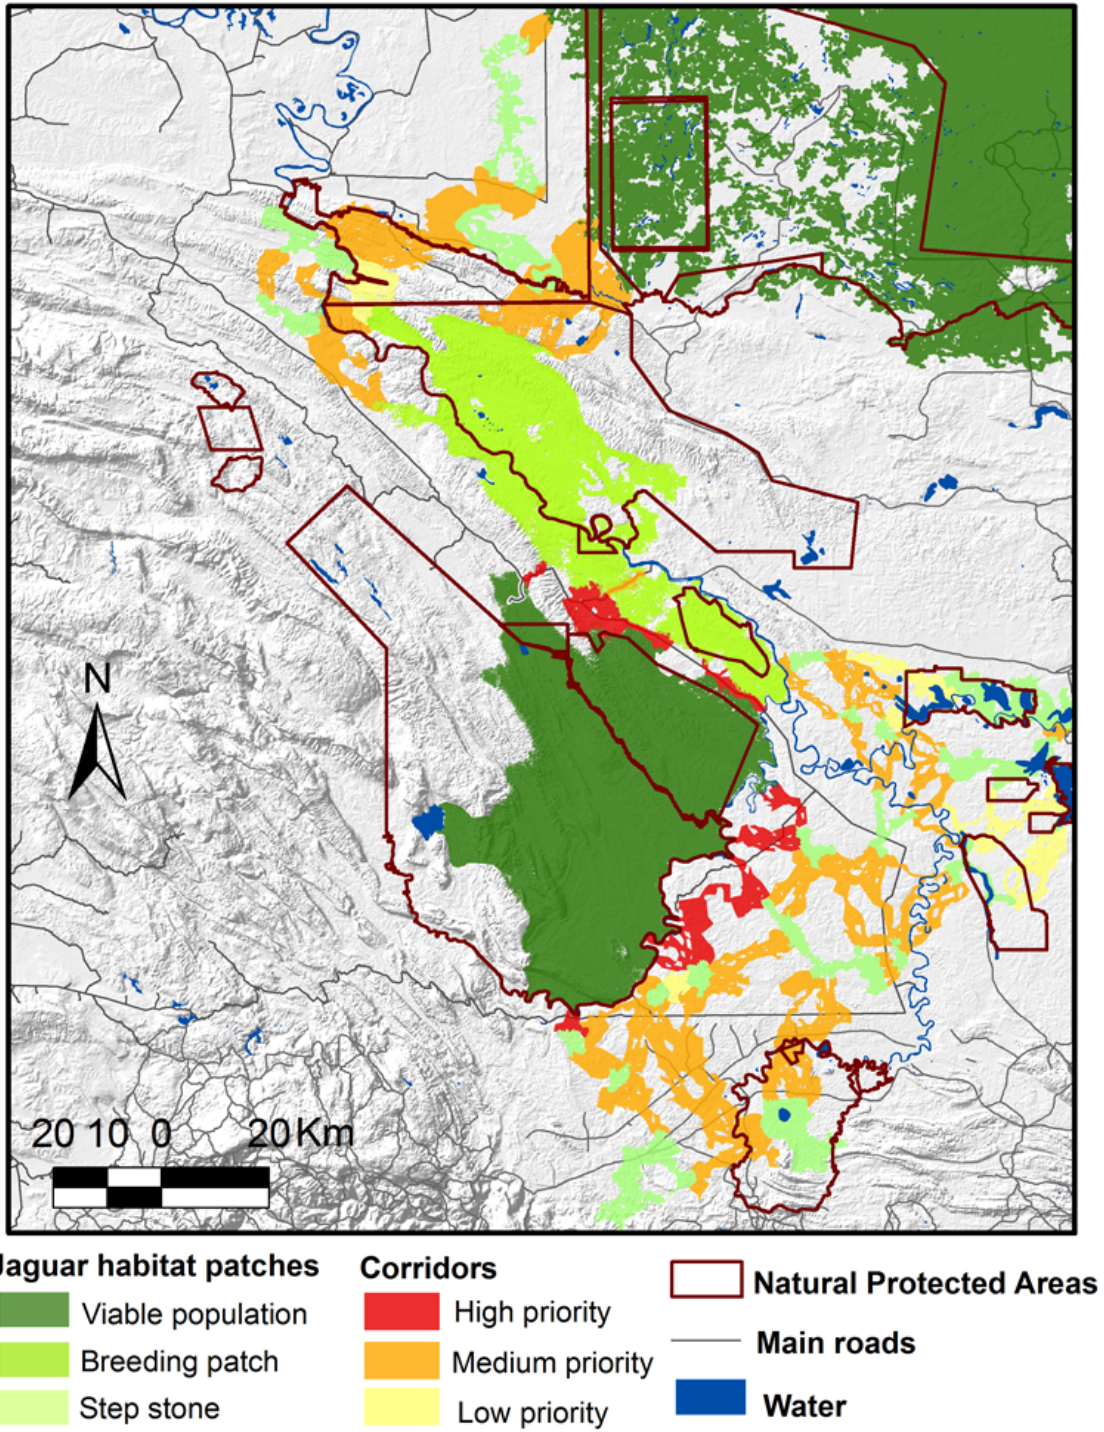 N
20 10 0 20 Km
Jaguar habitat patches
Viable population
Breeding patch
Step stone
Corridors
High priority
Medium priority
Low priority
Natural Protected Areas
Main roads
Water